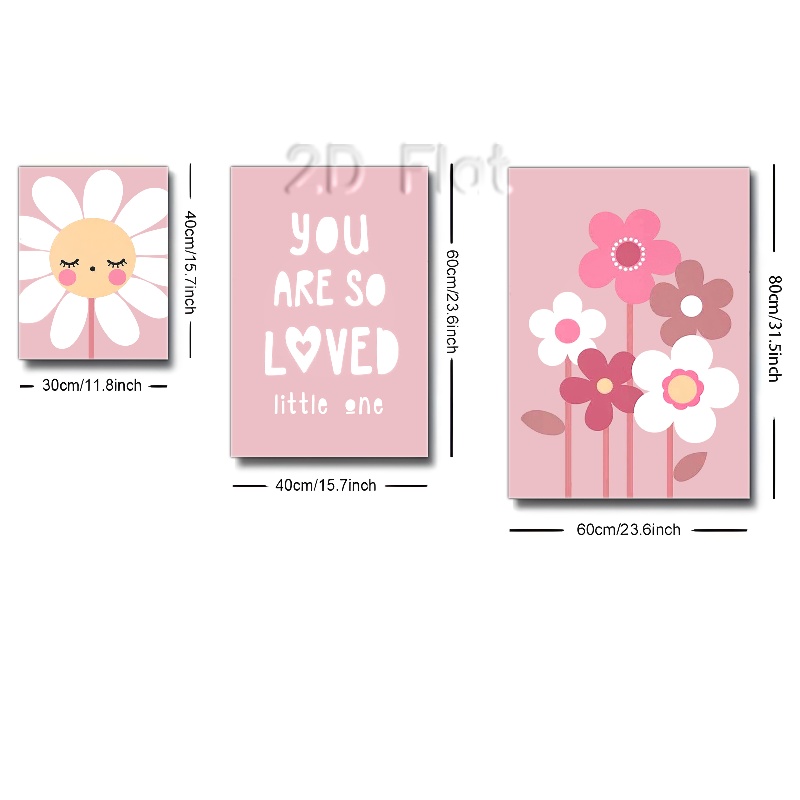 2D Flat
YOU
ARE SO
LOVED
little one
40cm/15.7inch
30cm/11.8inch
60cm/23.6inch
40cm/15.7inch
80cm/31.5inch
60cm/23.6inch